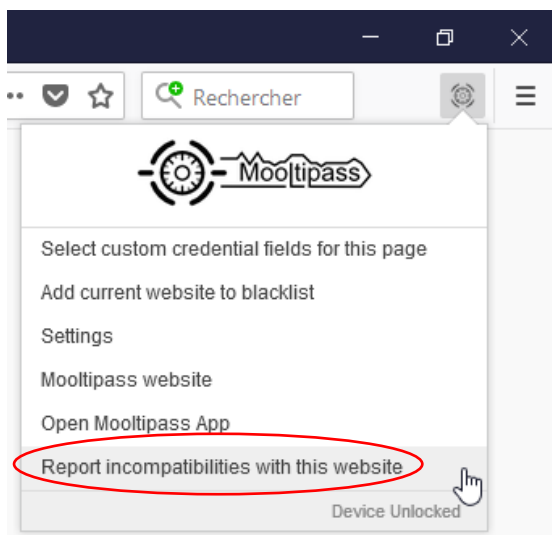 Rechercher
Mooltipass
Select custom credential fields for this page
Add current website to blacklist
Settings
Mooltipass website
Open Mooltipass App
Report incompatibilities with this website
Device Unlocked